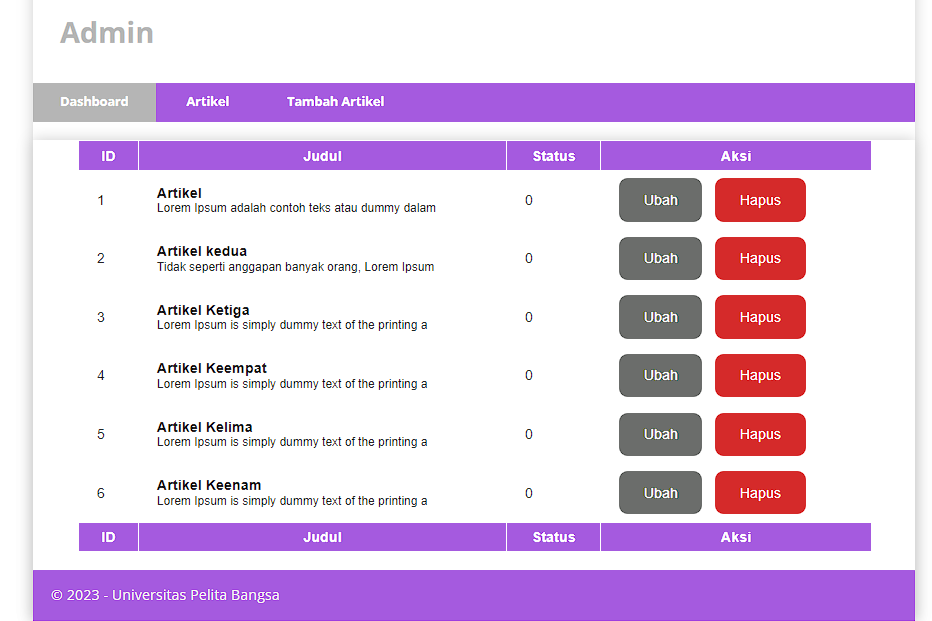 Admin
Dashboard Artikel Tambah Artikel
ID Judul Status Aksi
1 Artikel 0 Ubah Hapus
Lorem Ipsum adalah contoh teks atau dummy dalam
2 Artikel kedua 0 Ubah Hapus
Tidak seperti anggapan banyak orang, Lorem Ipsum
3 Artikel Ketiga 0 Ubah Hapus
Lorem Ipsum is simply dummy text of the printing a
4 Artikel Keempat 0 Ubah Hapus
Lorem Ipsum is simply dummy text of the printing a
5 Artikel Kelima 0 Ubah Hapus
Lorem Ipsum is simply dummy text of the printing a
6 Artikel Keenam 0 Ubah Hapus
Lorem Ipsum is simply dummy text of the printing a
ID Judul Status Aksi
© 2023 - Universitas Pelita Bangsa